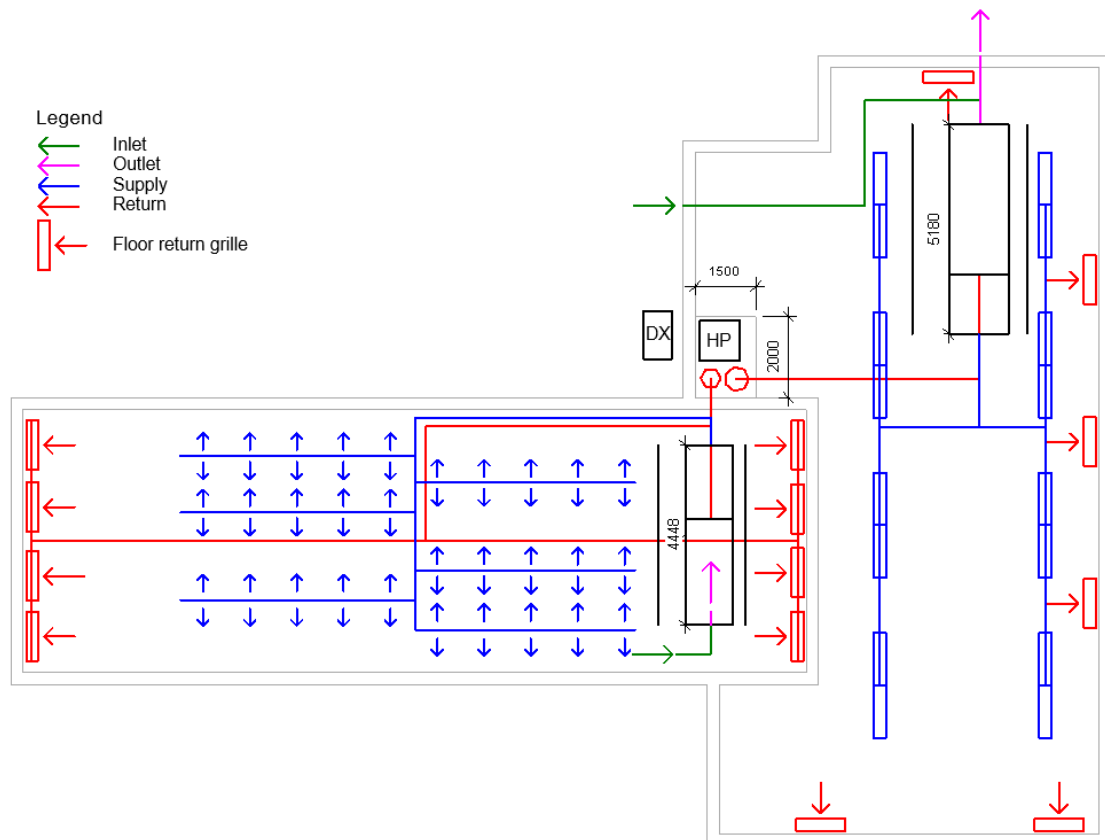 Legend
Inlet
Outlet
Supply
Return
Floor return grille
5180
1500
DX
HP
2000
4448